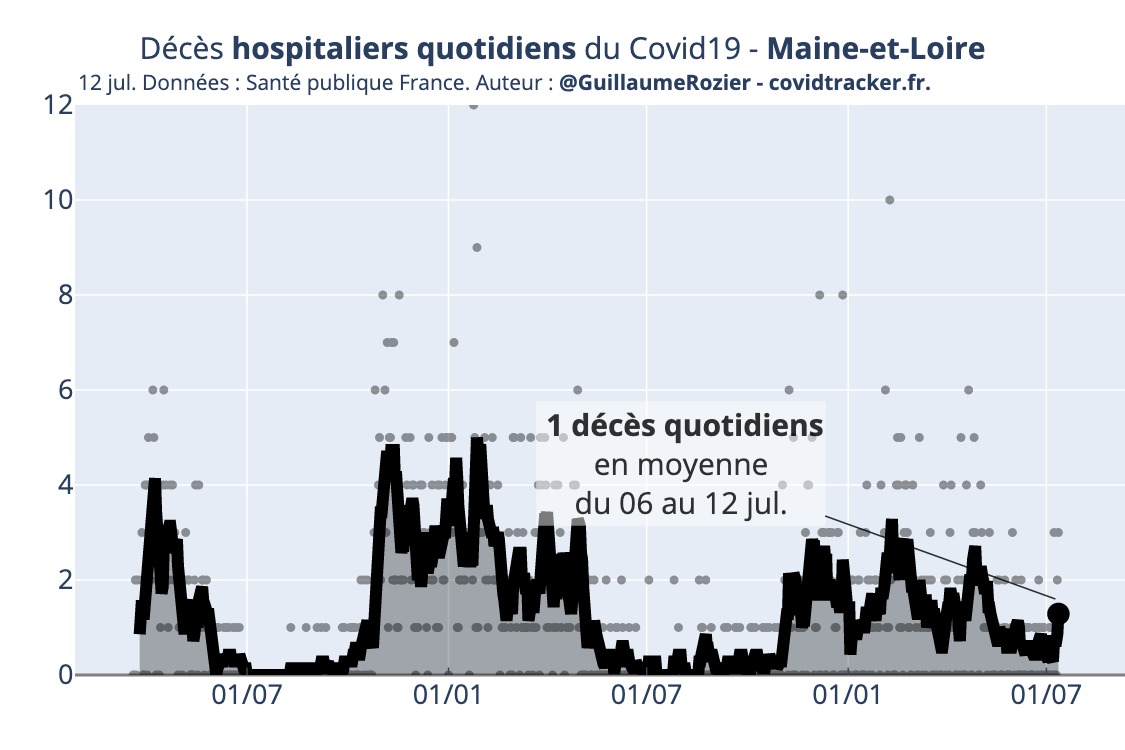 Décès hospitaliers quotidiens du Covid19 - Maine-et-Loire
12 jul. Données : Santé publique France. Auteur : @GuillaumeRozier - covidtracker.fr.
12
10
8
6
1 décès quotidiens
en moyenne
4
du 06 au 12 jul.
2
0
01/07 01/01 01/07 01/01 01/07